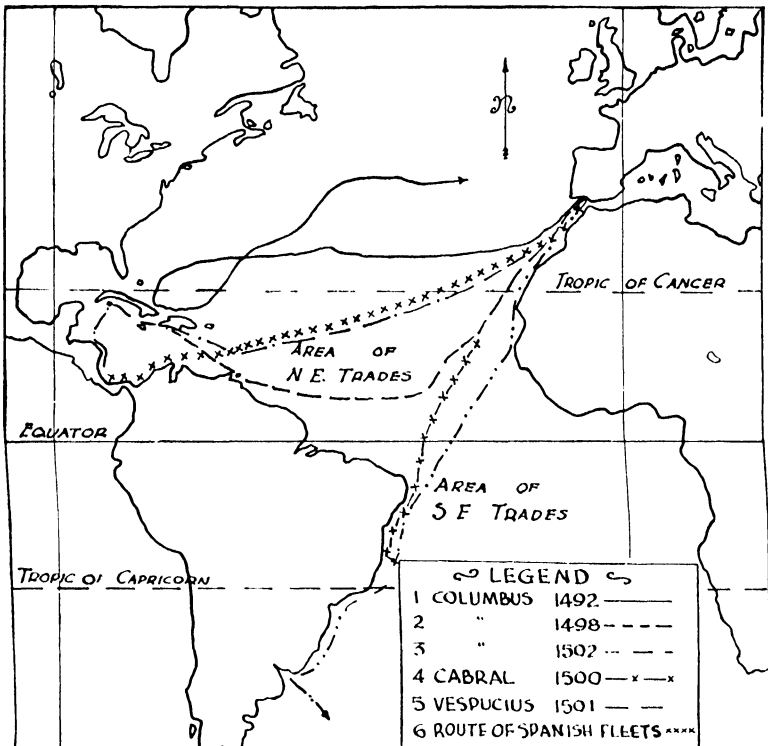 N
TROPIC OF CANCER
AREA OF
N E. TRADES
EQUATOR
AREA OF
S E TRADES
TROPIC OF CAPRICORN
LEGEND
1 COLUMBUS 1492
2 " 1498
3 " 1502
4 CABRAL 1500
5 VESPUCIUS 1501
6 ROUTE OF SPANISH FLEETS